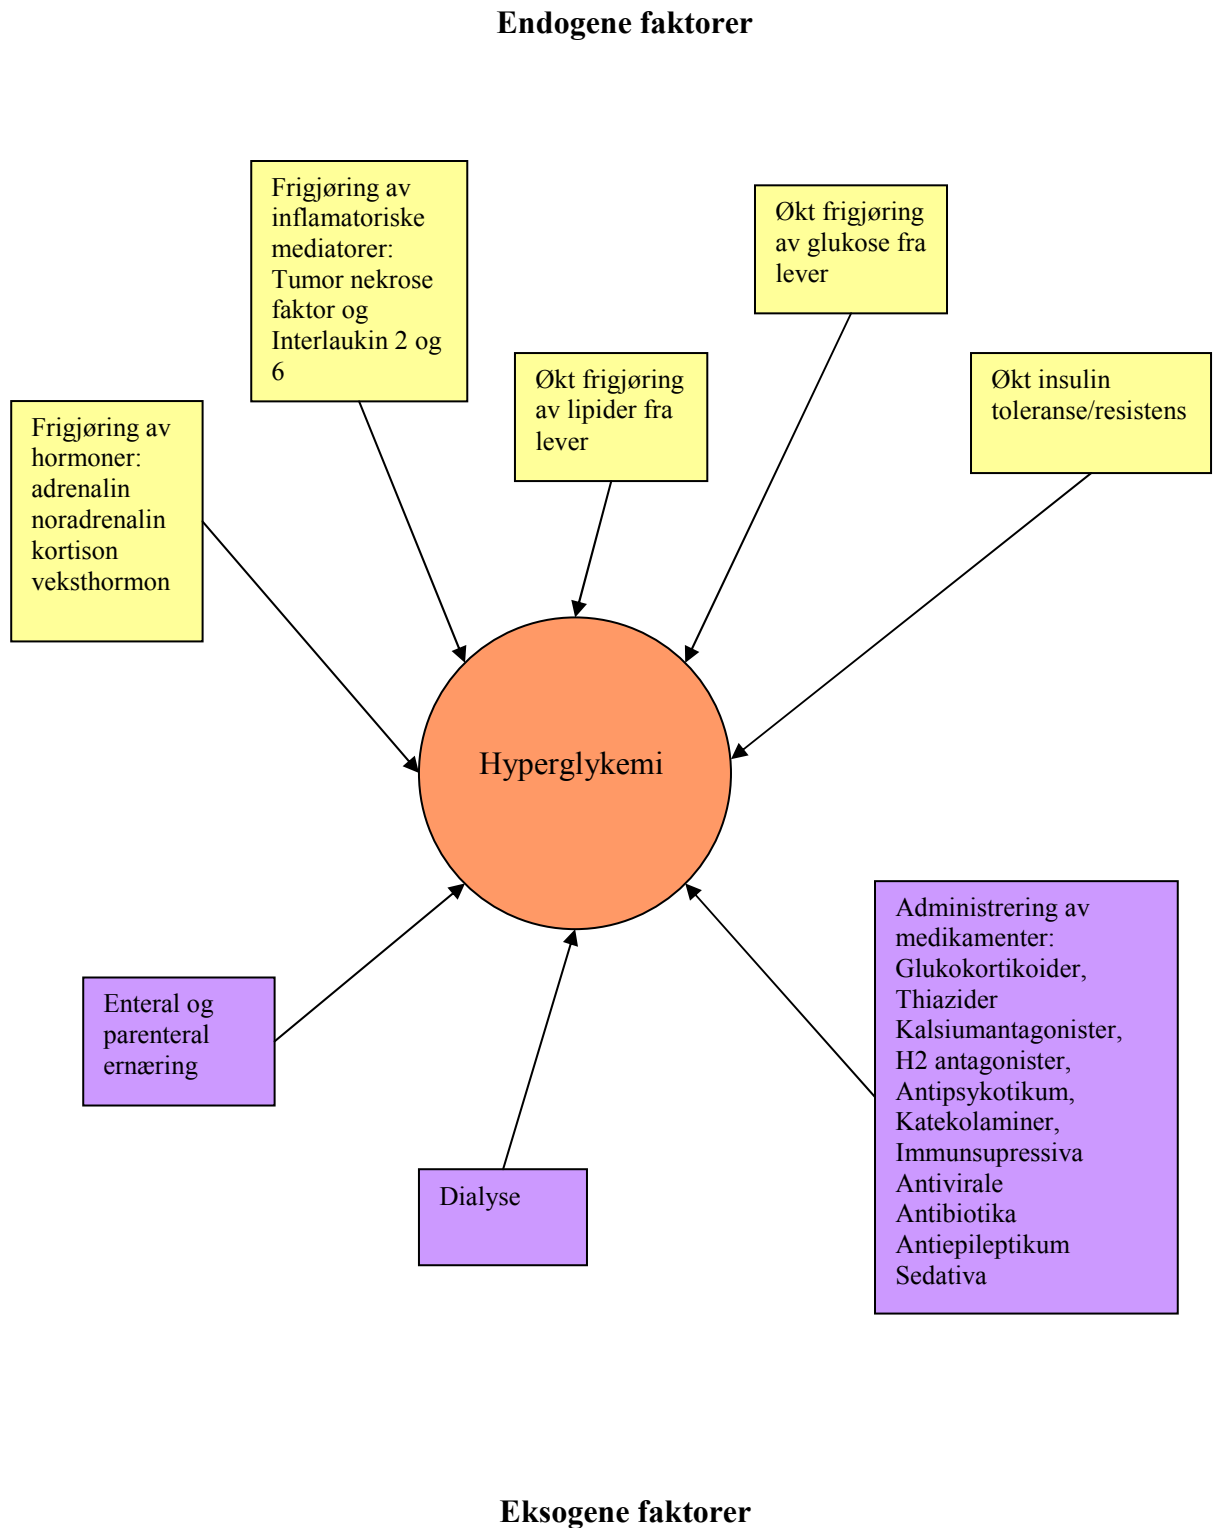 Endogene faktorer
Frigjøring av
inflamatoriske
mediatorer:
Tumor nekrose
faktor og
Interlaukin 2 og
6
Økt frigjøring
av glukose fra
lever
Økt frigjøring
av lipider fra
lever
Økt insulin
toleranse/resistens
Frigjøring av
hormoner:
adrenalin
noradrenalin
kortison
veksthormon
Hyperglykemi
Administrering av
medikamenter:
Glukokortikoider,
Thiazider
Kalsiumantagonister,
H2 antagonister,
Antipsykotikum,
Katekolaminer,
Immunsupressiva
Antivirale
Antibiotika
Antiepileptikum
Sedativa
Enteral og
parenteral
ernæring
Dialyse
Eksogene faktorer